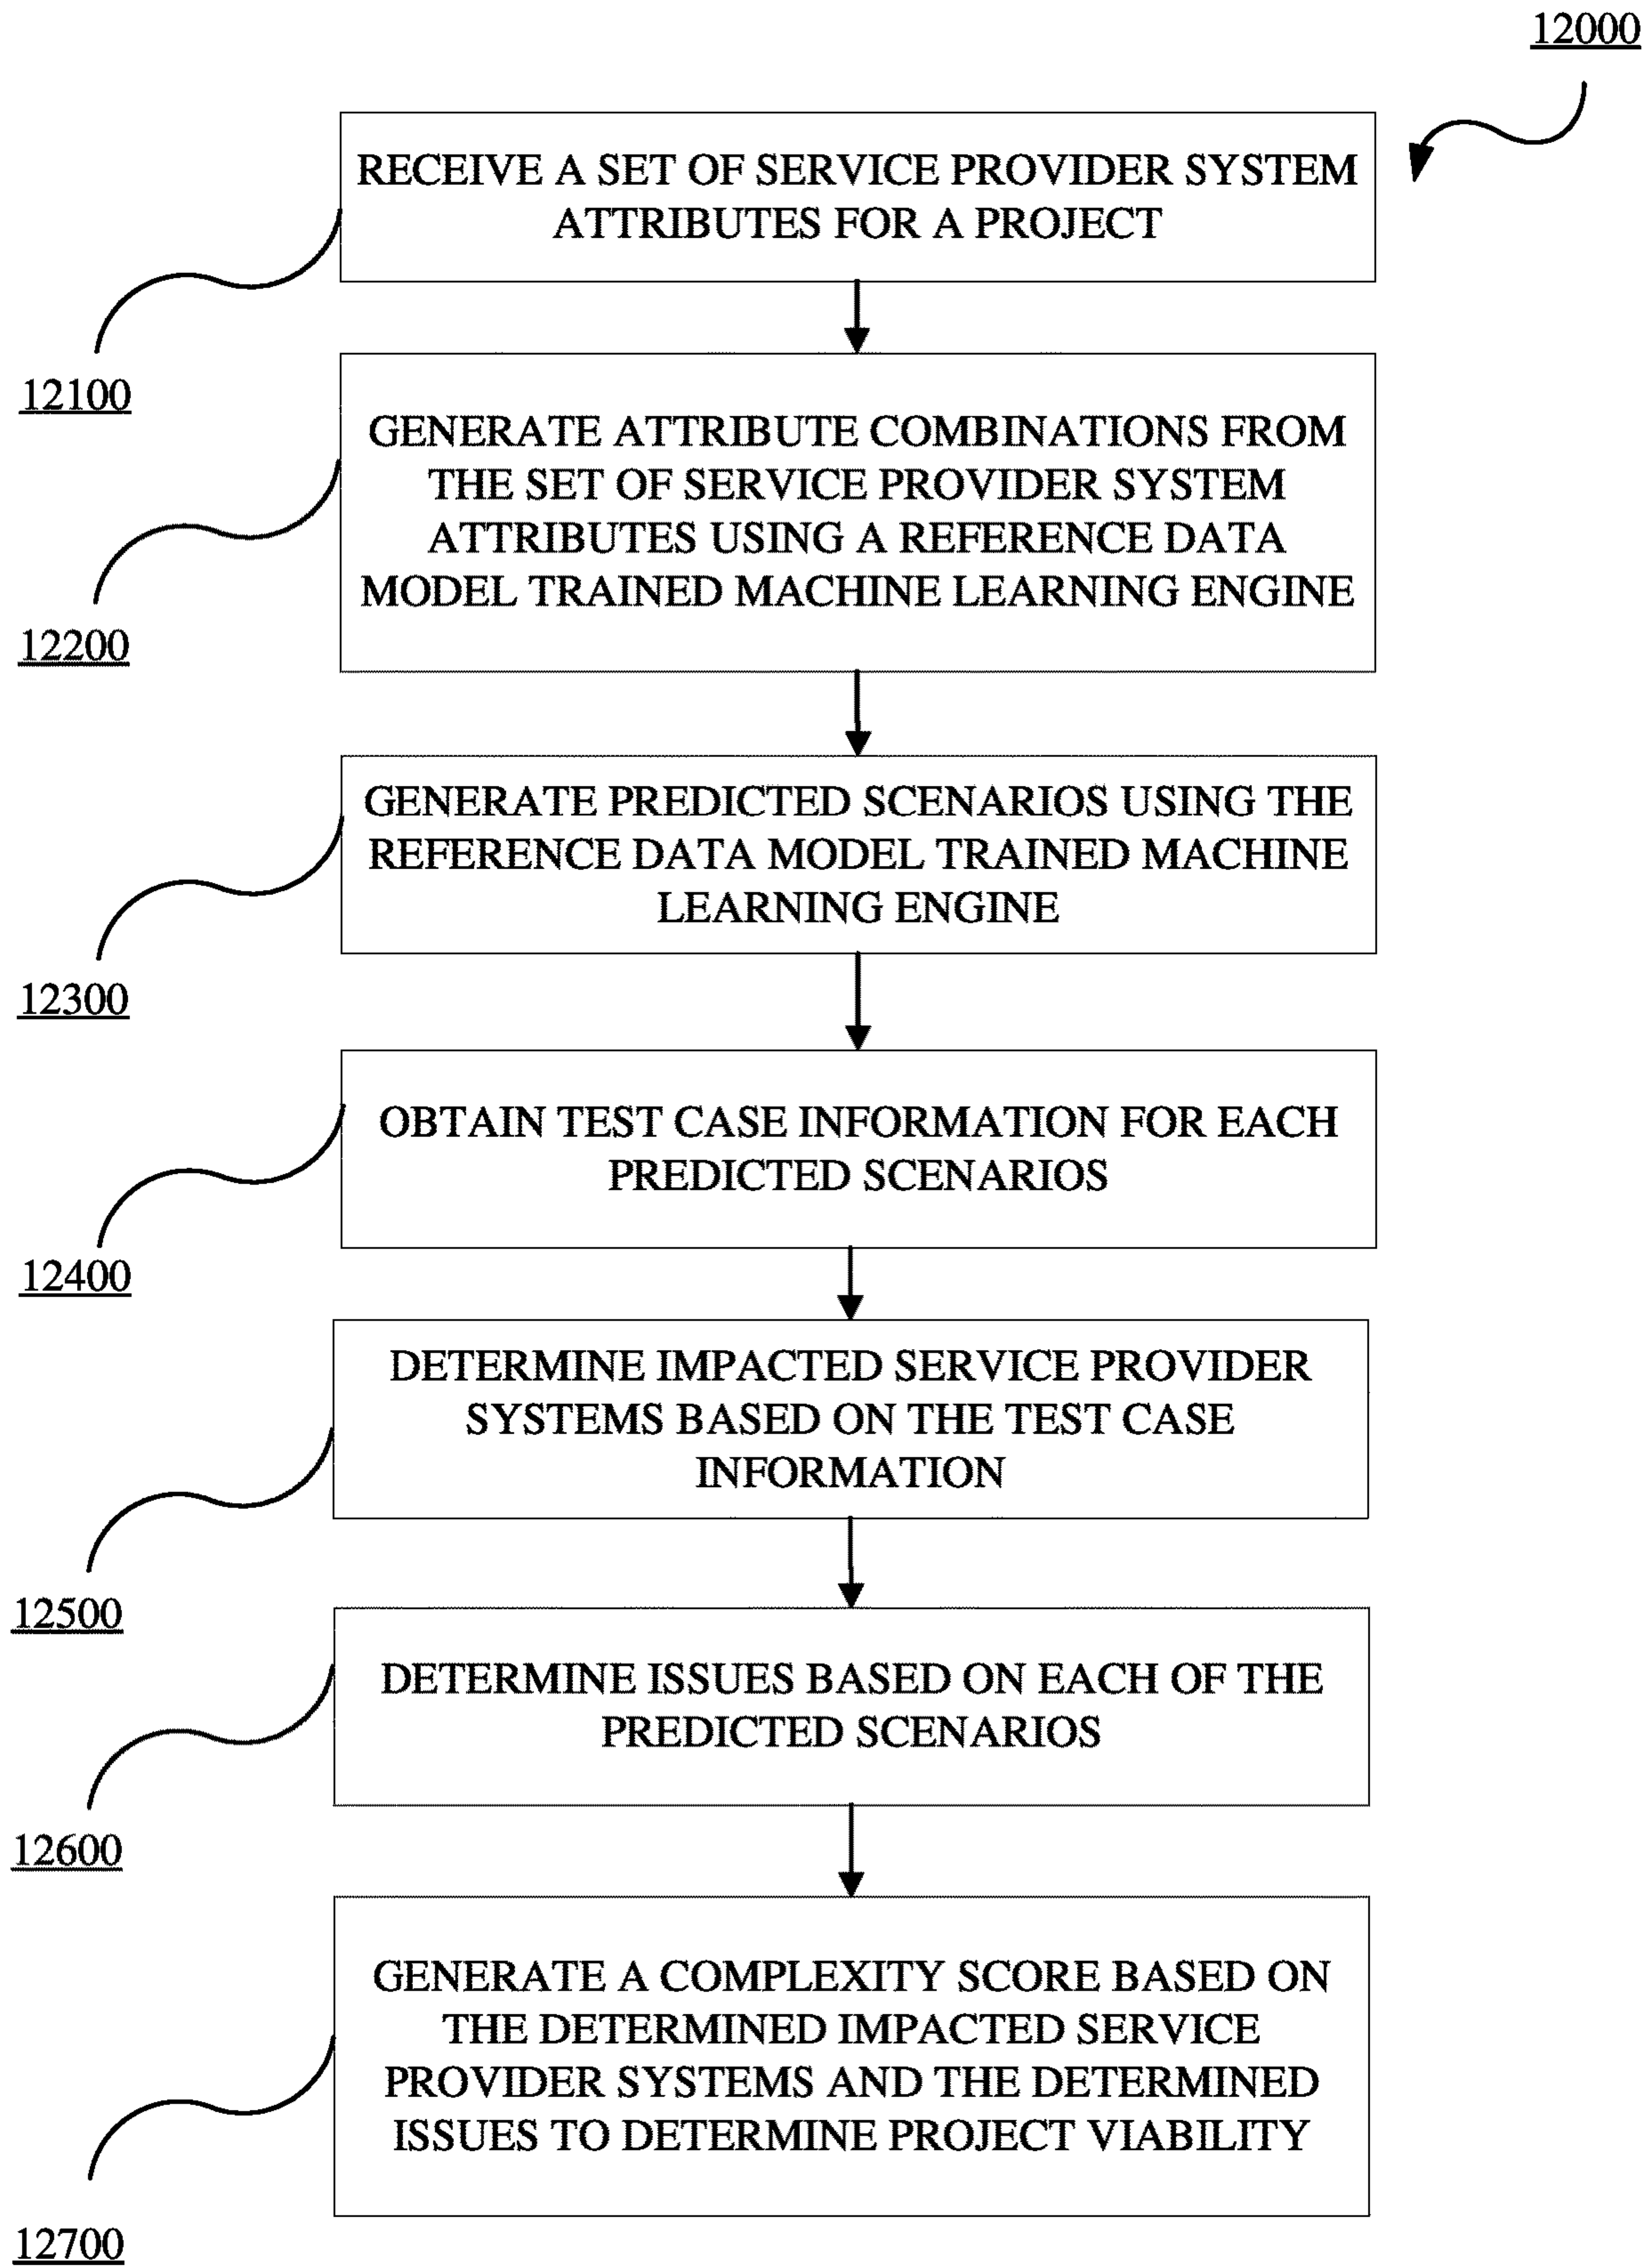 12000
RECEIVE A SET OF SERVICE PROVIDER SYSTEM
ATTRIBUTES FOR A PROJECT
12100
GENERATE ATTRIBUTE COMBINATIONS FROM
THE SET OF SERVICE PROVIDER SYSTEM
ATTRIBUTES USING A REFERENCE DATA
MODEL TRAINED MACHINE LEARNING ENGINE
12200
GENERATE PREDICTED SCENARIOS USING THE
REFERENCE DATA MODEL TRAINED MACHINE
LEARNING ENGINE
12300
OBTAIN TEST CASE INFORMATION FOR EACH
PREDICTED SCENARIOS
12400
DETERMINE IMPACTED SERVICE PROVIDER
SYSTEMS BASED ON THE TEST CASE
INFORMATION
12500
DETERMINE ISSUES BASED ON EACH OF THE
PREDICTED SCENARIOS
12600
GENERATE A COMPLEXITY SCORE BASED ON
THE DETERMINED IMPACTED SERVICE
PROVIDER SYSTEMS AND THE DETERMINED
ISSUES TO DETERMINE PROJECT VIABILITY
12700